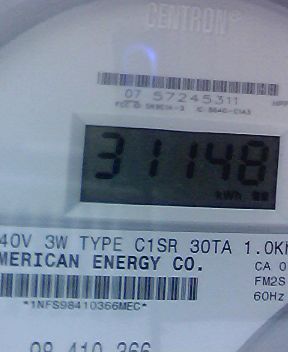 CENTRON®
07 57245311
31148
kWh
40V 3W TYPE C1SR 30TA 1.0K
MERICAN ENERGY CO.
CA 0
FM2S
60Hz
*1NFS98410366MEC*
98 410 366